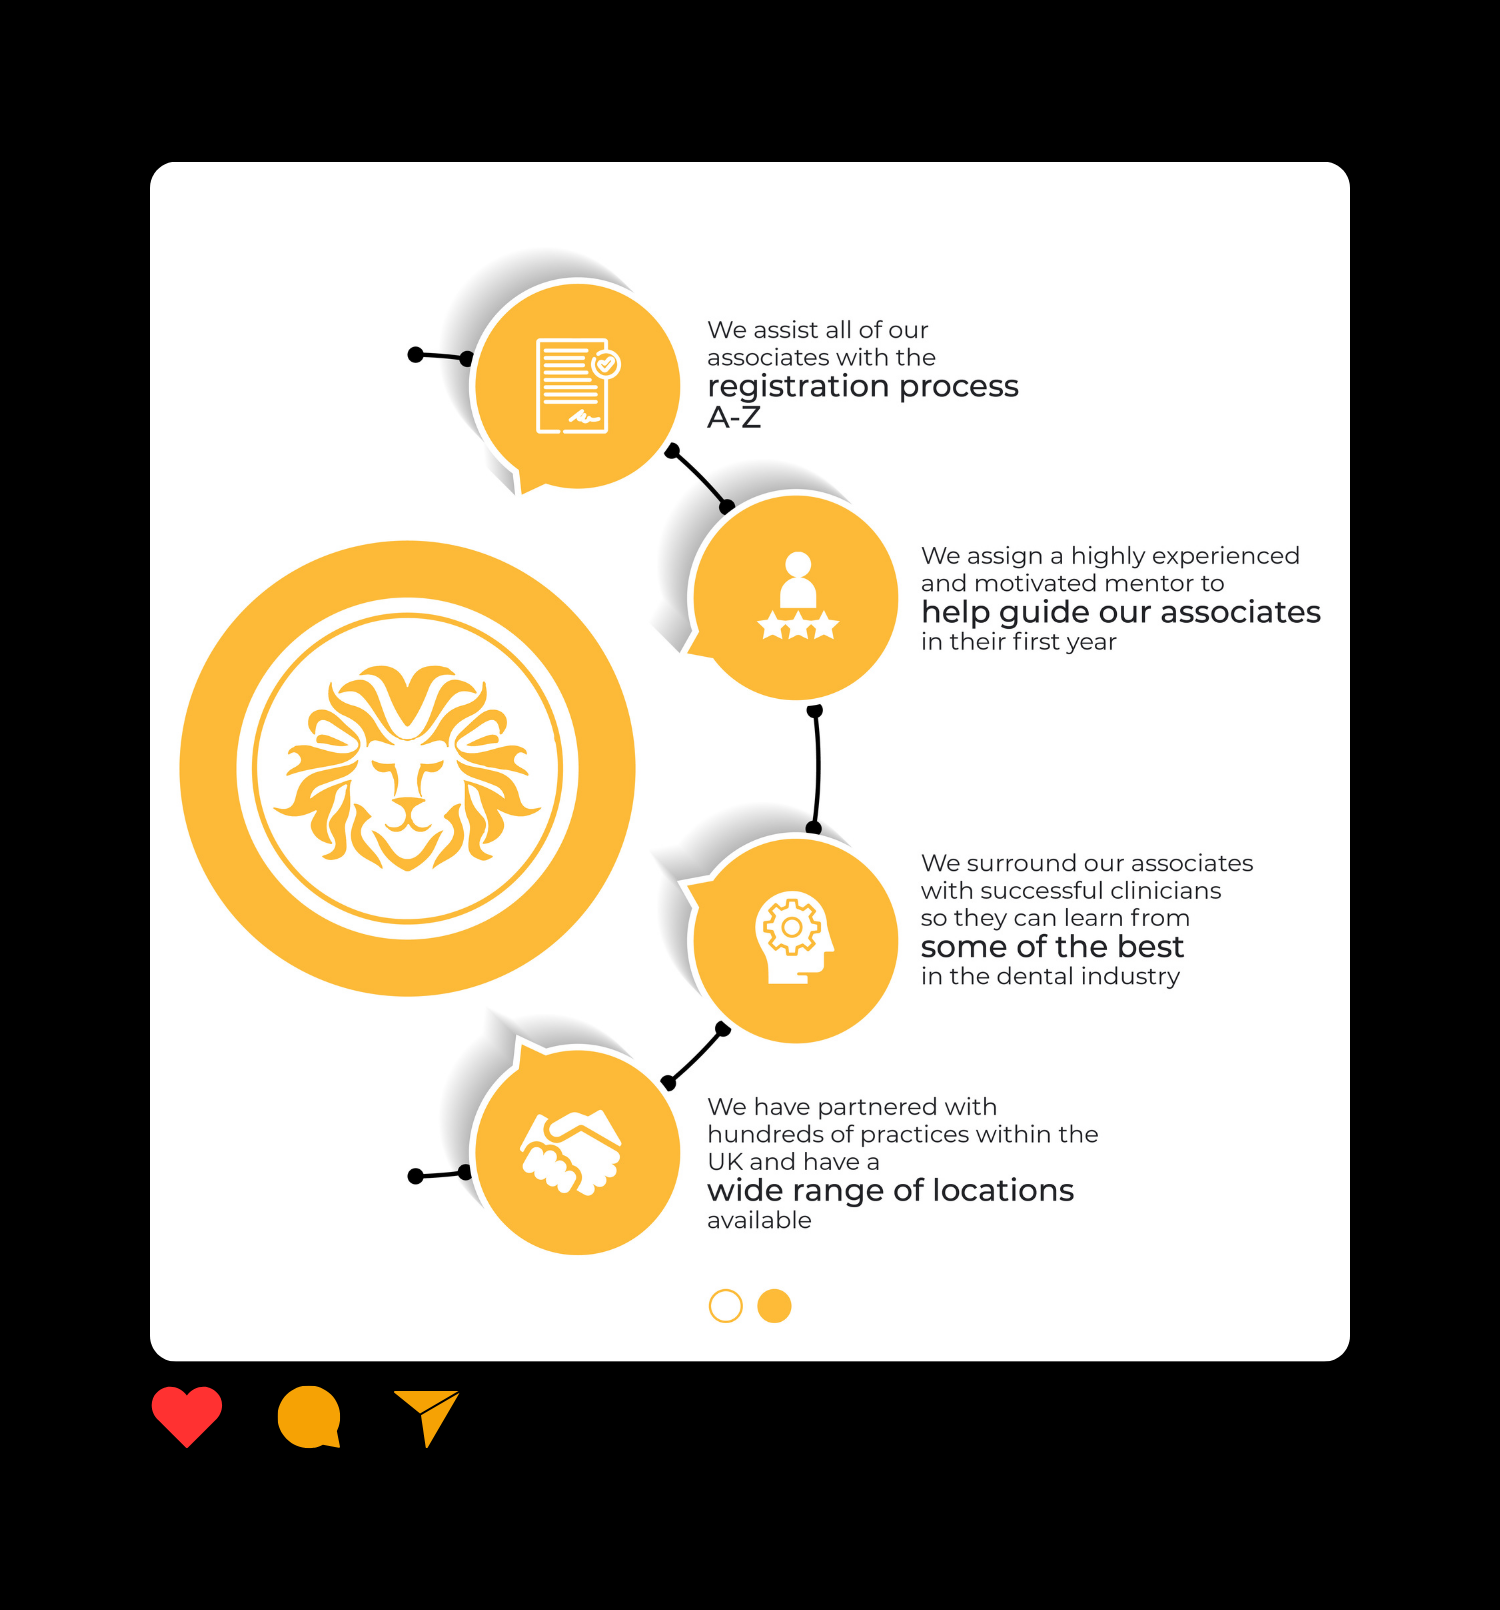 We assist all of our
associates with the
registration process
A-Z
We assign a highly experienced
and motivated mentor to
help guide our associates
in their first year
We surround our associates
with successful clinicians
so they can learn from
some of the best
in the dental industry
We have partnered with
hundreds of practices within the
UK and have a
wide range of locations
available